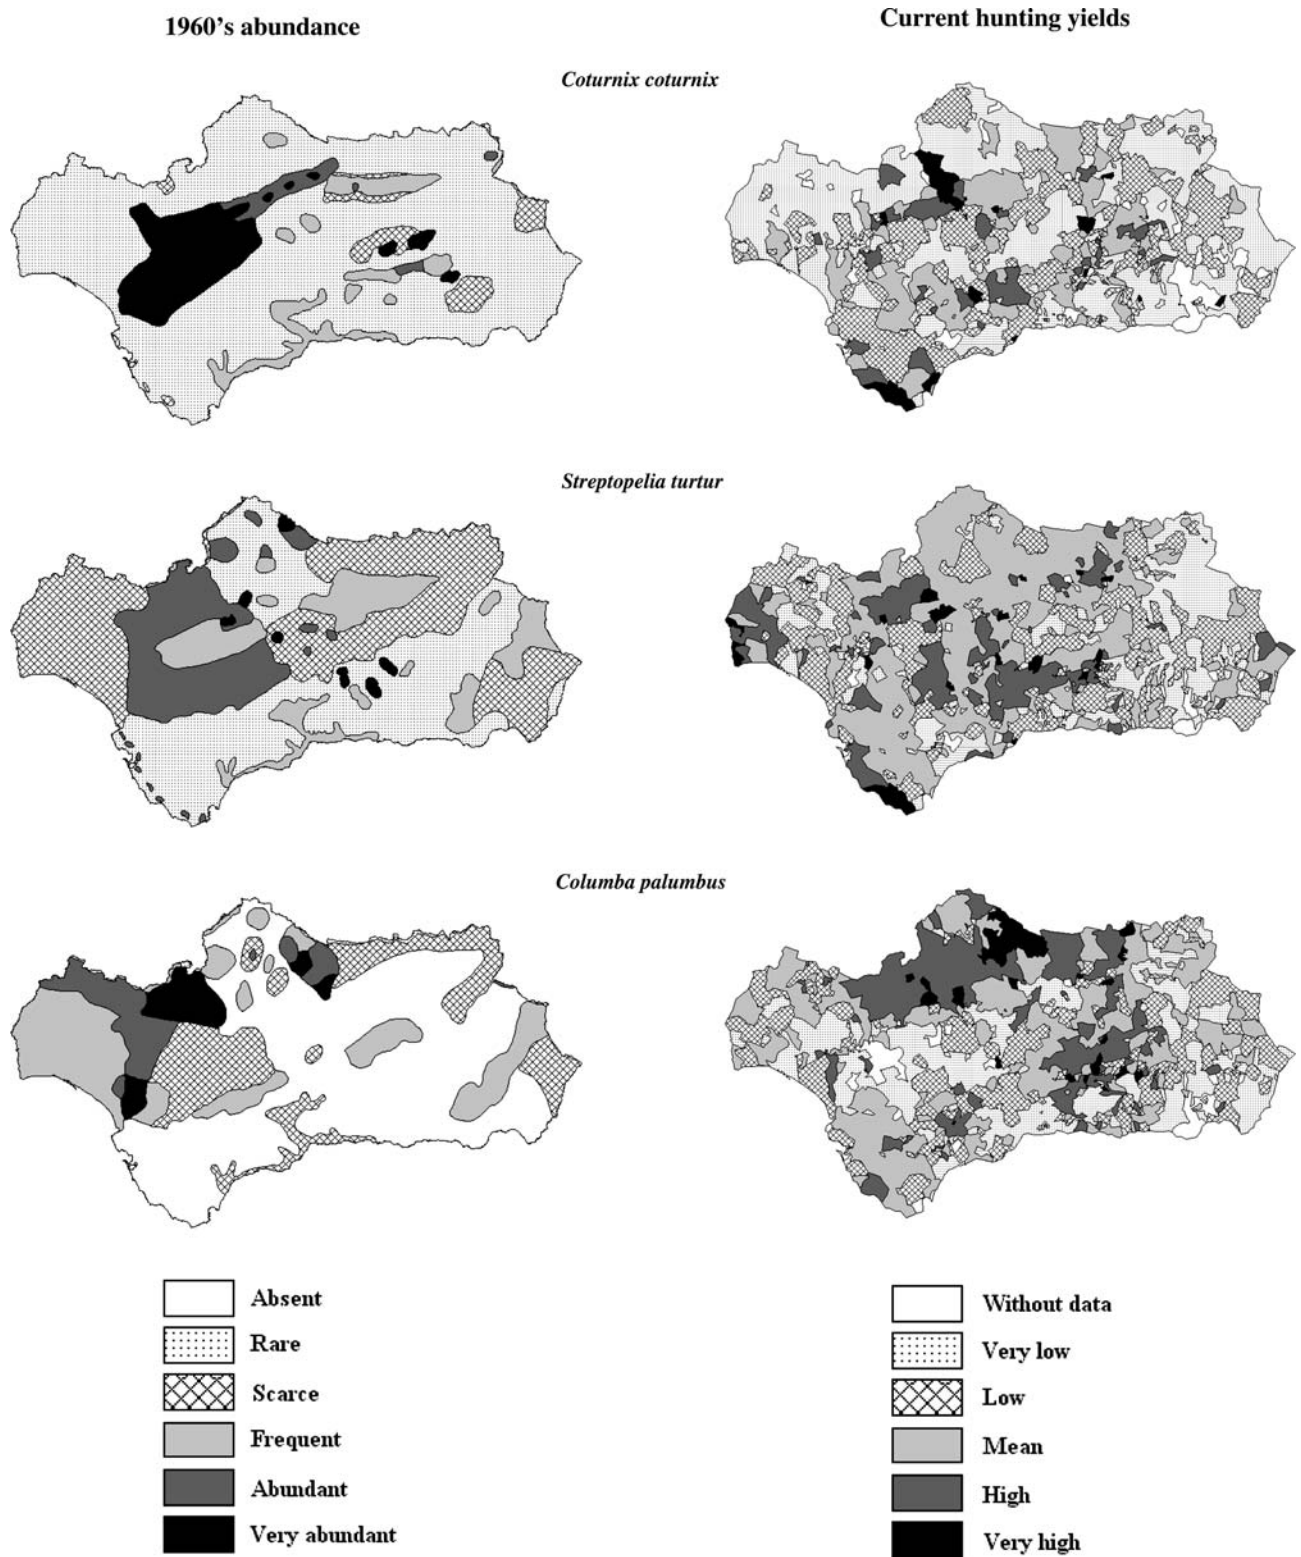 1960's abundance
Current hunting yields
Coturnix coturnix
Streptopelia turtur
Columba palumbus
Absent
Rare
Scarce
Frequent
Abundant
Very abundant
Without data
Very low
Low
Mean
High
Very high